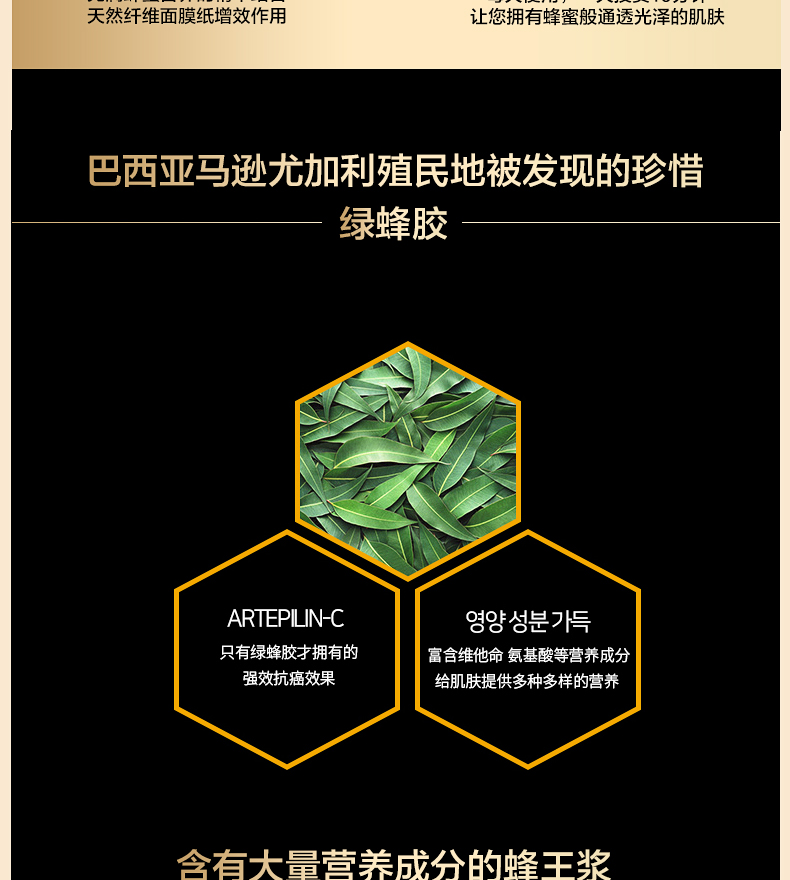 天然纤维面膜纸增效作用
让您拥有蜂蜜般通透光泽的肌肤
巴西亚马逊尤加利殖民地被发现的珍惜
绿蜂胶
ARTEPILIN-C
只有绿蜂胶才拥有的
强效抗癌效果
영양 성분 가득
富含维他命 氨基酸等营养成分
给肌肤提供多种多样的营养
含有大量营养成分的蜂王浆